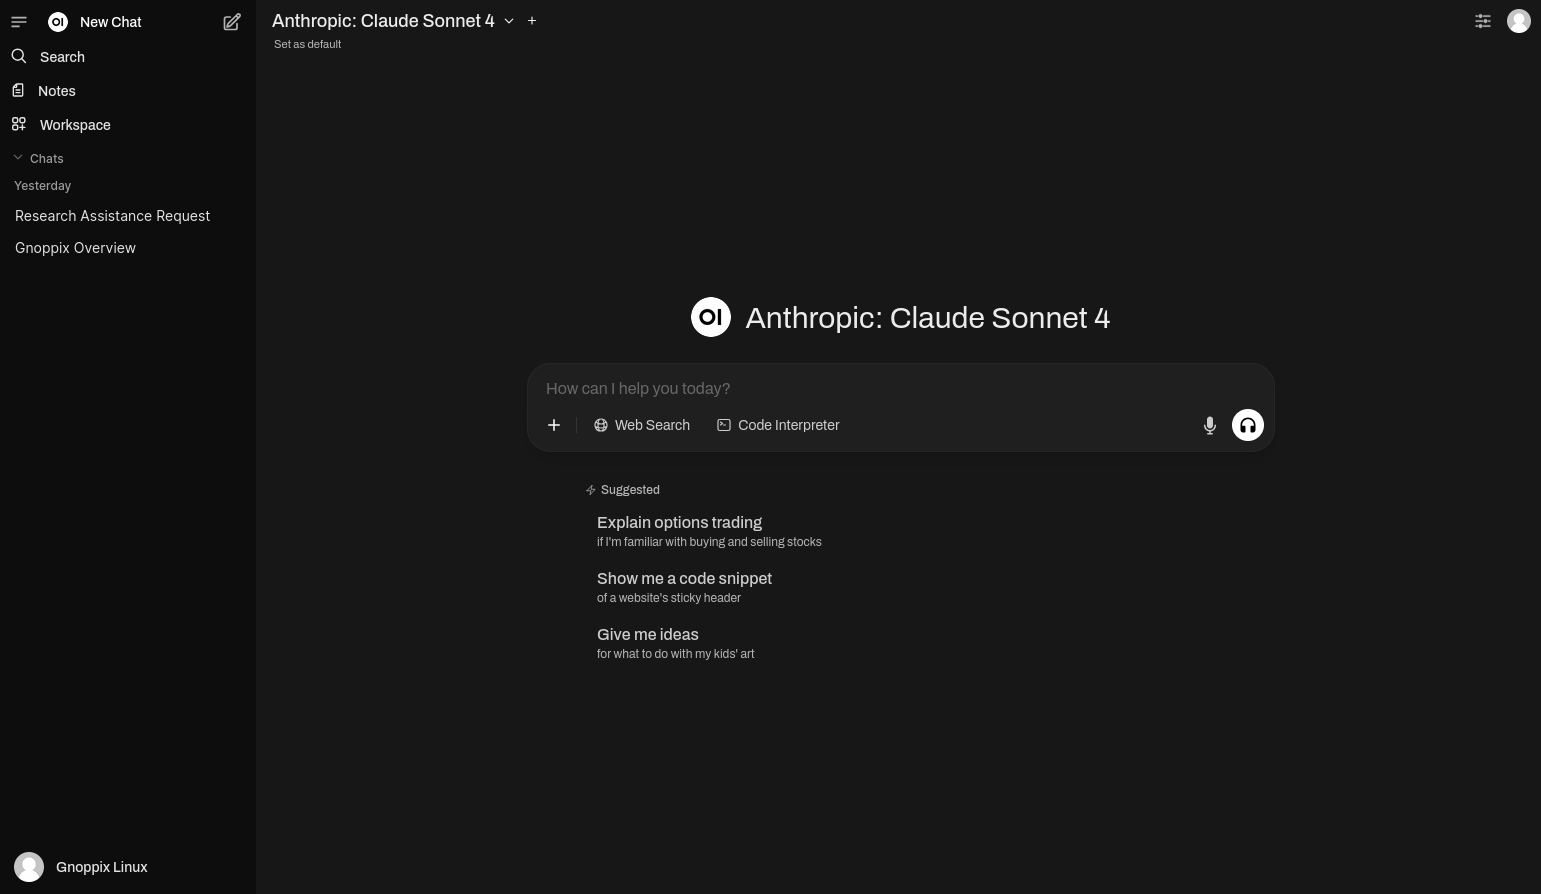 OI New Chat
Search
Notes
Workspace
Chats
Yesterday
Research Assistance Request
Gnoppix Overview
Gnoppix Linux
Anthropic: Claude Sonnet 4
Set as default
OI Anthropic: Claude Sonnet 4
How can I help you today?
Web Search Code Interpreter
Suggested
Explain options trading
if I'm familiar with buying and selling stocks
Show me a code snippet
of a website's sticky header
Give me ideas
for what to do with my kids' art